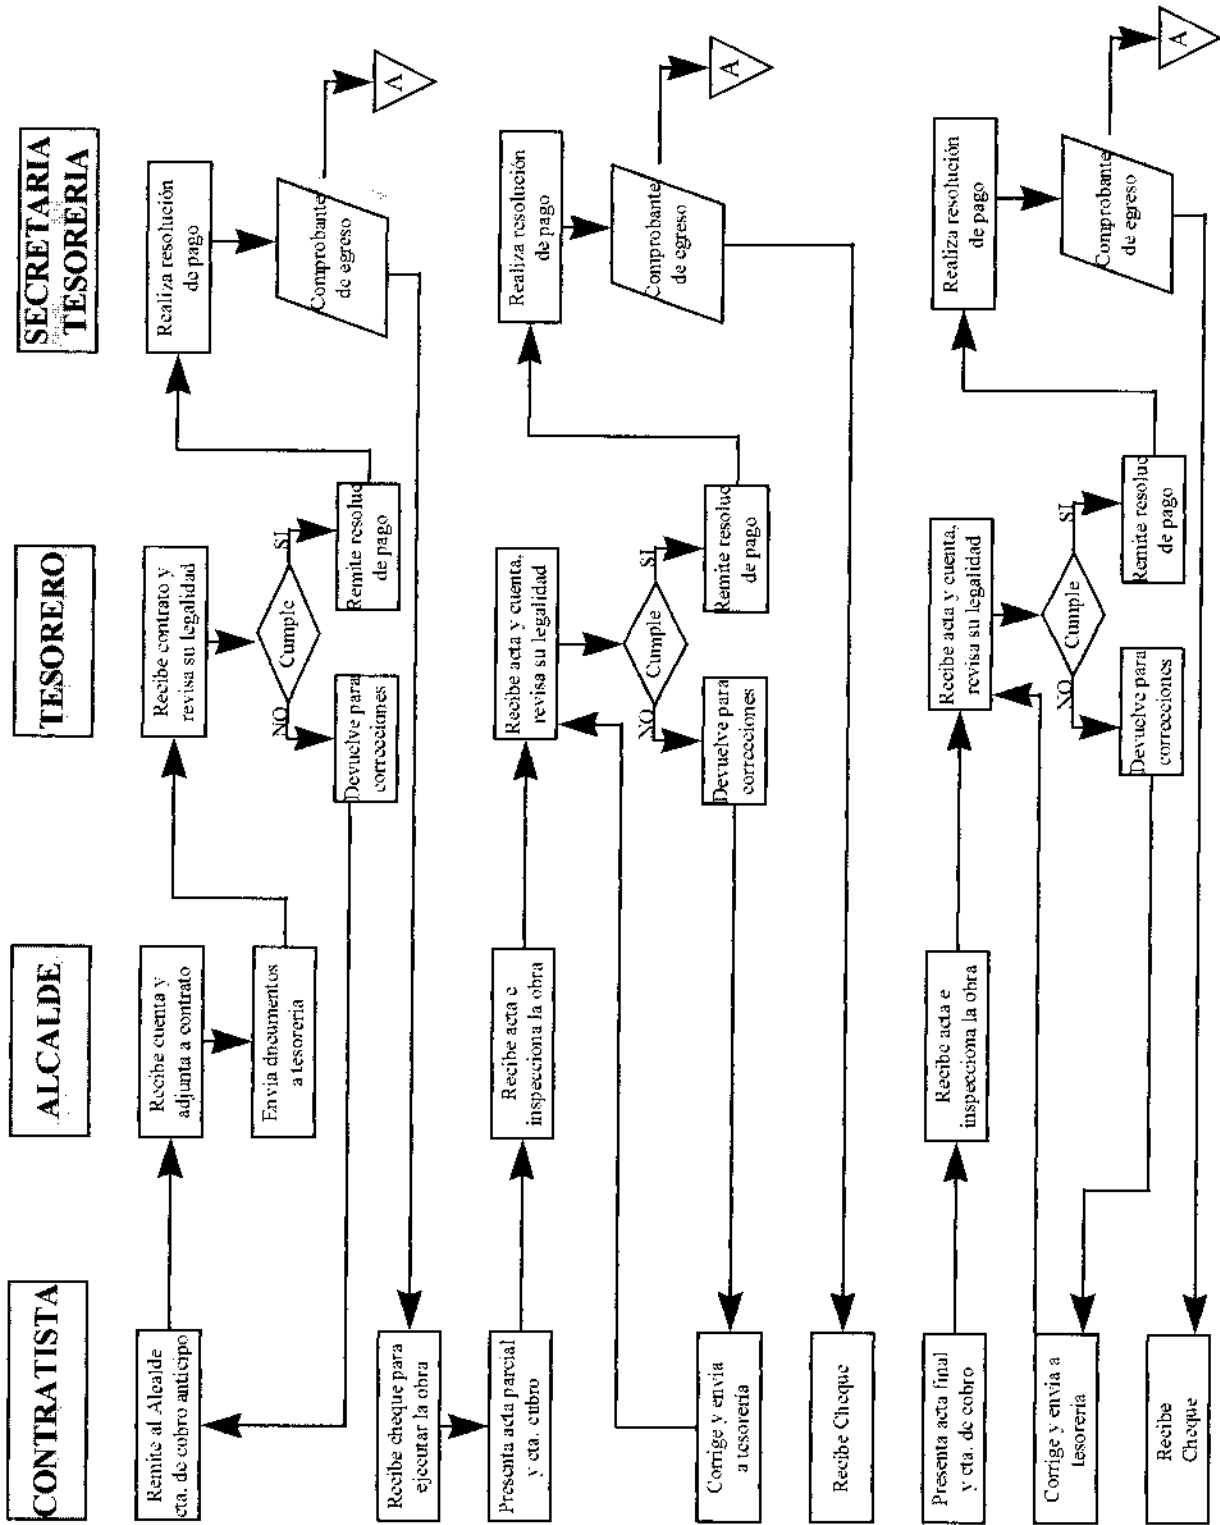 CONTRATISTA
ALCALDE
TESORERO
SECRETARIA
TESORERIA
Remite al Alcalde
cta. de cobro anticipo
Recibe cuenta y
adjunta a contrato
Envia documentos
a tesoreria
Recibe contrato y
revisa su legalidad
Cumple
NO
SI
Devuelve para
correcciones
Remite resoluc
de pago
Realiza resolución
de pago
Comprobante
de egreso
A
Recibe cheque para
ejecutar la obra
Presenta acta parcial
y cta. cobro
Recibe acta e
inspecciona la obra
Recibe acta y cuenta,
revisa su legalidad
Cumple
NO
SI
Devuelve para
correcciones
Remite resoluc
de pago
Realiza resolución
de pago
Comprobante
de egreso
A
Corrige y envia
a tesorería
Recibe Cheque
Presenta acta final
y cta. de cobro
Recibe acta e
inspecciona la obra
Recibe acta y cuenta,
revisa su legalidad
Cumple
NO
SI
Devuelve para
correcciones
Remite resoluc
de pago
Realiza resolución
de pago
Comprobante
de egreso
A
Corrige y envia a
tesoreria
Recibe
Cheque